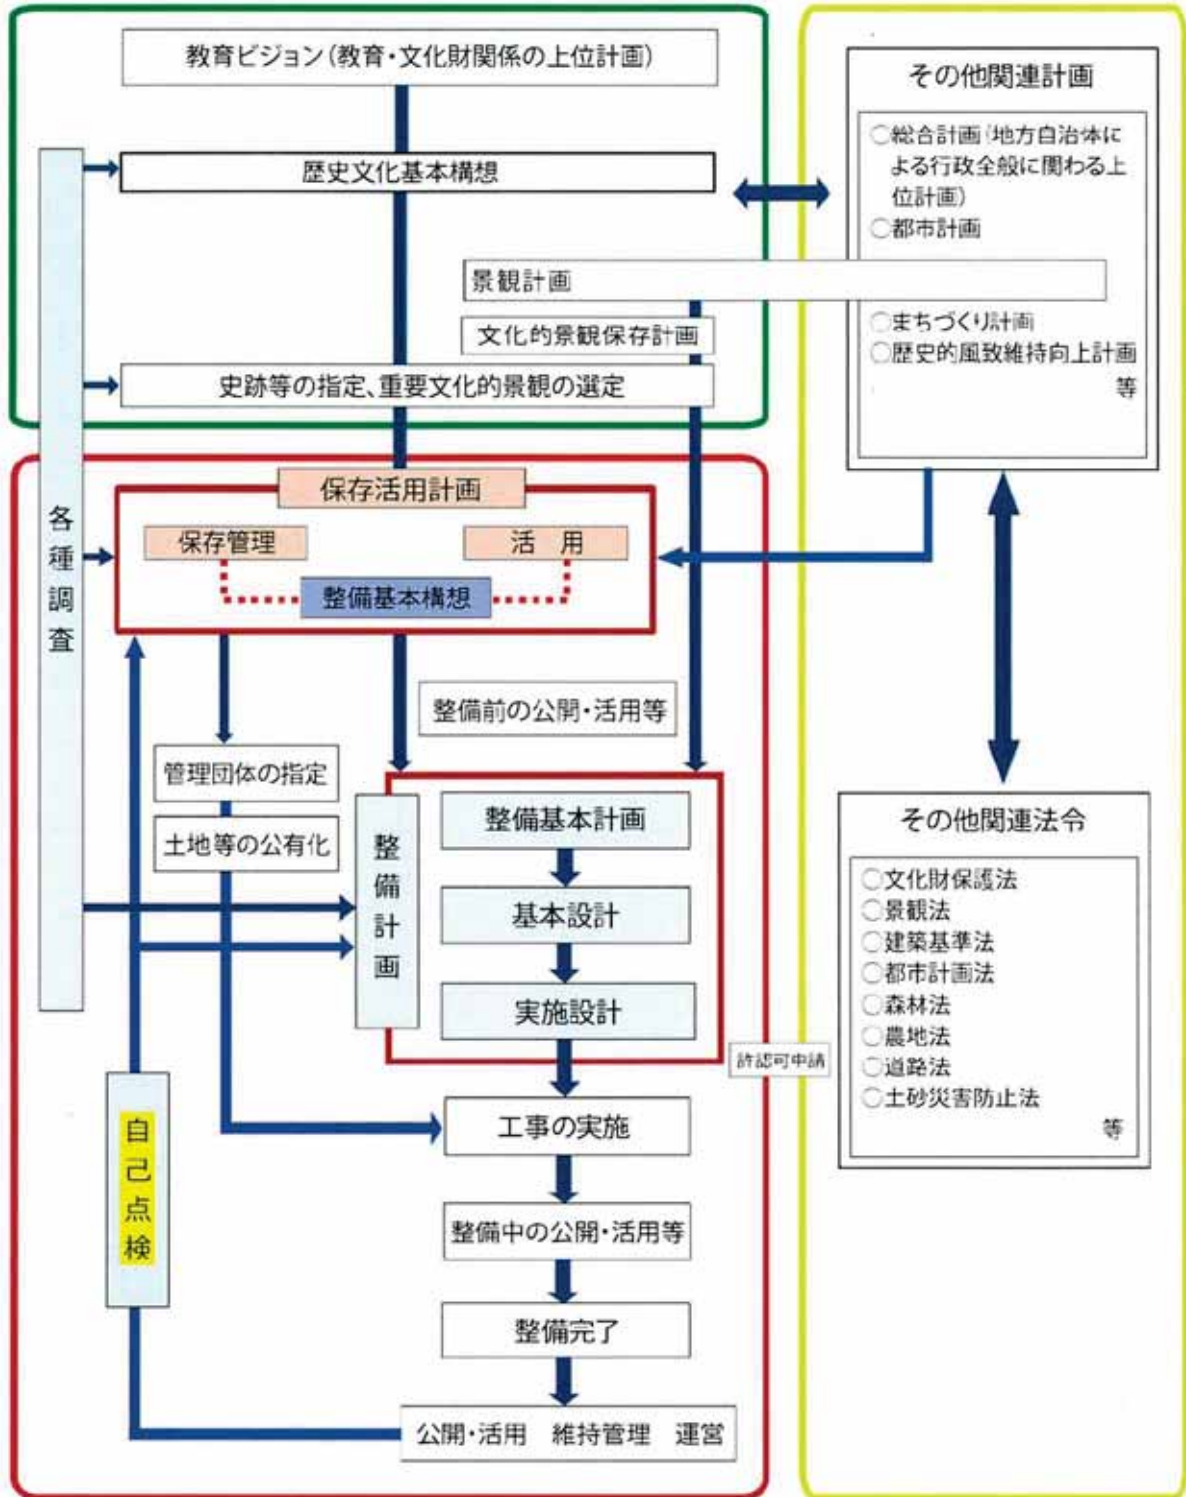 教育ビジョン（教育・文化財関係の上位計画）
歴史文化基本構想
景観計画
文化的景観保存計画
史跡等の指定、重要文化的景観の選定
各種調査
保存活用計画
保存管理
活　用
整備基本構想
整備前の公開・活用等
管理団体の指定
土地等の公有化
整備計画
整備基本計画
基本設計
実施設計
許認可申請
工事の実施
整備中の公開・活用等
整備完了
公開・活用　維持管理　運営
自己点検
その他関連計画
○総合計画（地方自治体に
よる行政全般に関わる上
位計画）
○都市計画
○まちづくり計画
○歴史的風致維持向上計画
等
その他関連法令
○文化財保護法
○景観法
○建築基準法
○都市計画法
○森林法
○農地法
○道路法
○土砂災害防止法
等